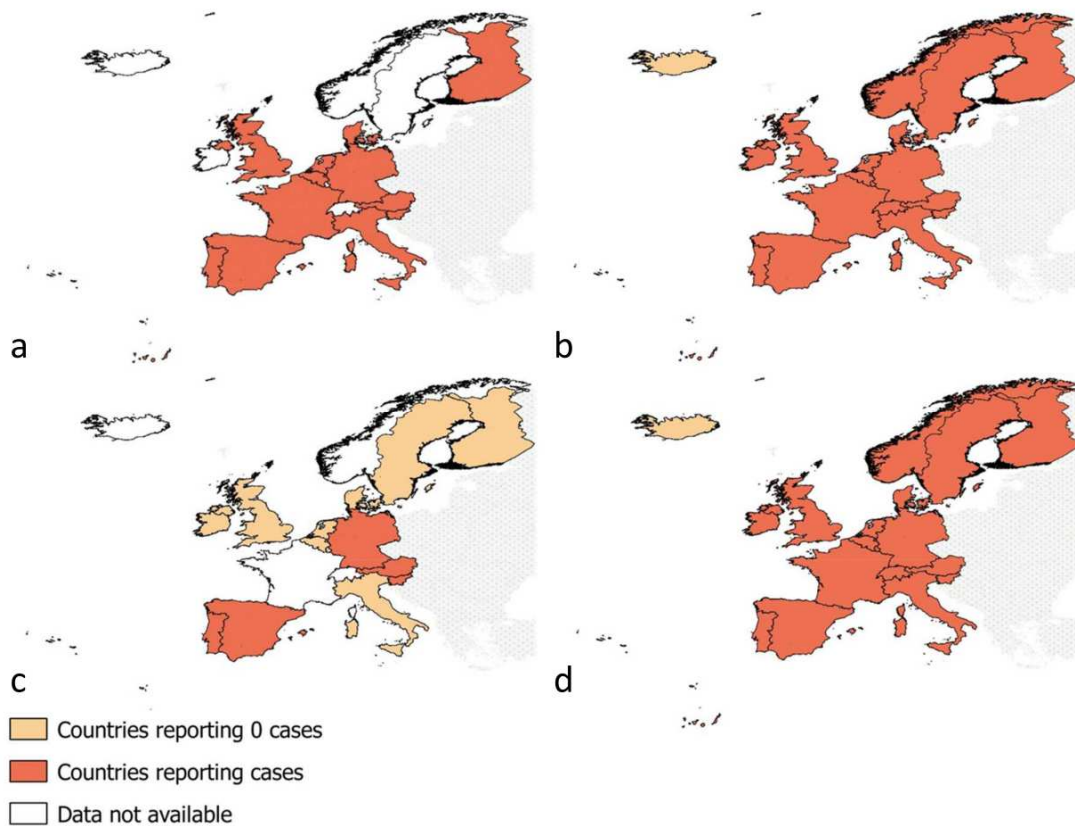 a
b
c
d
Countries reporting 0 cases
Countries reporting cases
Data not available